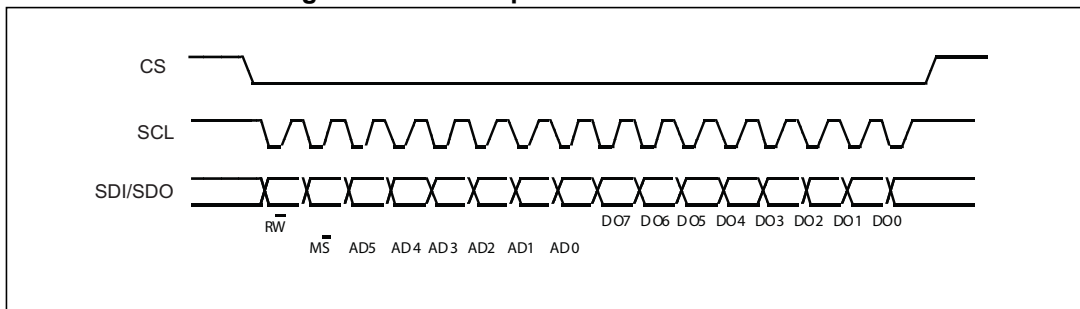 CS
SCL
SDI/SDO
RW̅
DO7 DO6 DO5 DO4 DO3 DO2 DO1 DO0
MS̅ AD5 AD4 AD3 AD2 AD1 AD0